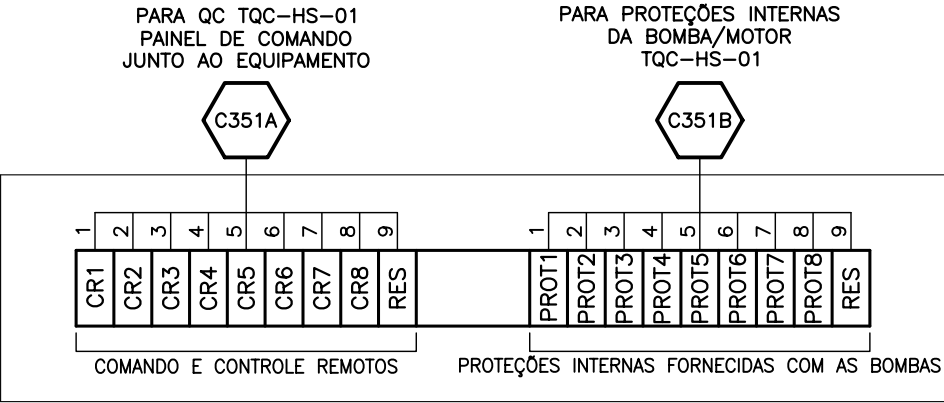 PARA QC TQC-HS-01
PAINEL DE COMANDO
JUNTO AO EQUIPAMENTO
C351A
PARA PROTEÇÕES INTERNAS
DA BOMBA/MOTOR
TQC-HS-01
C351B
1 2 3 4 5 6 7 8 9
CR1 CR2 CR3 CR4 CR5 CR6 CR7 CR8 RES
COMANDO E CONTROLE REMOTOS
1 2 3 4 5 6 7 8 9
PROT1 PROT2 PROT3 PROT4 PROT5 PROT6 PROT7 PROT8 RES
PROTEÇÕES INTERNAS FORNECIDAS COM AS BOMBAS